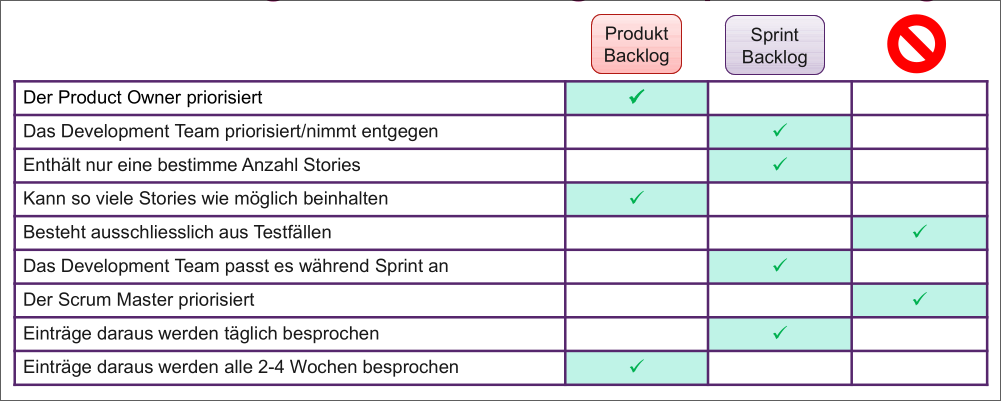 Produkt
Backlog
Sprint
Backlog
Der Product Owner priorisiert ✓
Das Development Team priorisiert/nimmt entgegen ✓
Enthält nur eine bestimme Anzahl Stories ✓
Kann so viele Stories wie möglich beinhalten ✓
Besteht ausschliesslich aus Testfällen ✓
Das Development Team passt es während Sprint an ✓
Der Scrum Master priorisiert ✓
Einträge daraus werden täglich besprochen ✓
Einträge daraus werden alle 2-4 Wochen besprochen ✓